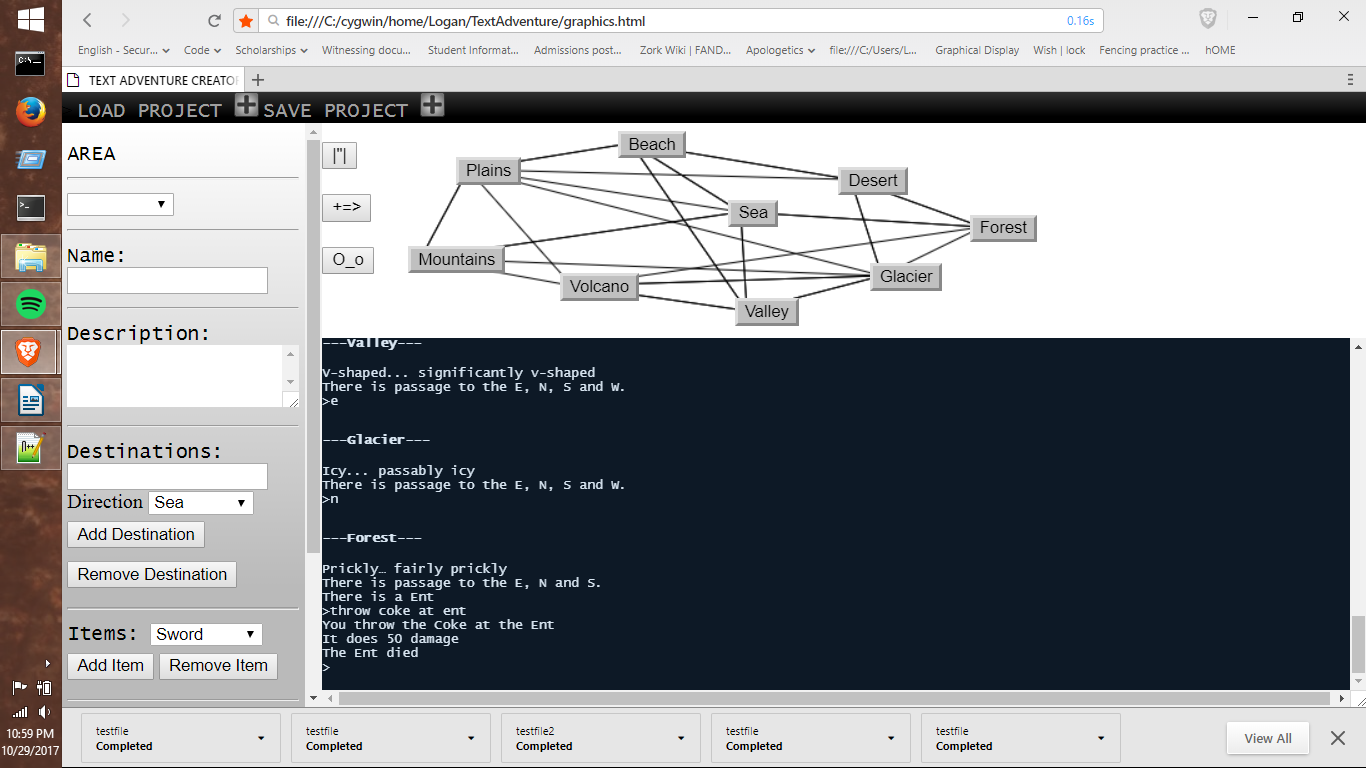 file:///C:/cygwin/home/Logan/TextAdventure/graphics.html
0.16s
English - Secur...
Code
Scholarships
Witnessing docu...
Student Informat...
Admissions post...
Zork Wiki | FAND...
Apologetics
file:///C:/Users/L...
Graphical Display
Wish | lock
Fencing practice ...
hOME
TEXT ADVENTURE CREATOR
LOAD PROJECT
SAVE PROJECT
AREA
Name:
Description:
Destinations:
Direction Sea
Add Destination
Remove Destination
Items: Sword
Add Item Remove Item
|"|
+=>
O_o
Beach
Plains
Desert
Sea
Forest
Mountains
Volcano
Glacier
Valley
---Valley---
V-shaped... significantly v-shaped
There is passage to the E, N, S and W.
>e
---Glacier---
Icy... passably icy
There is passage to the E, N, S and W.
>n
---Forest---
Prickly… fairly prickly
There is passage to the E, N and S.
There is a Ent
>throw coke at ent
You throw the Coke at the Ent
It does 50 damage
The Ent died
>
testfile
Completed
testfile
Completed
testfile2
Completed
testfile
Completed
testfile
Completed
View All
10:59 PM
10/29/2017